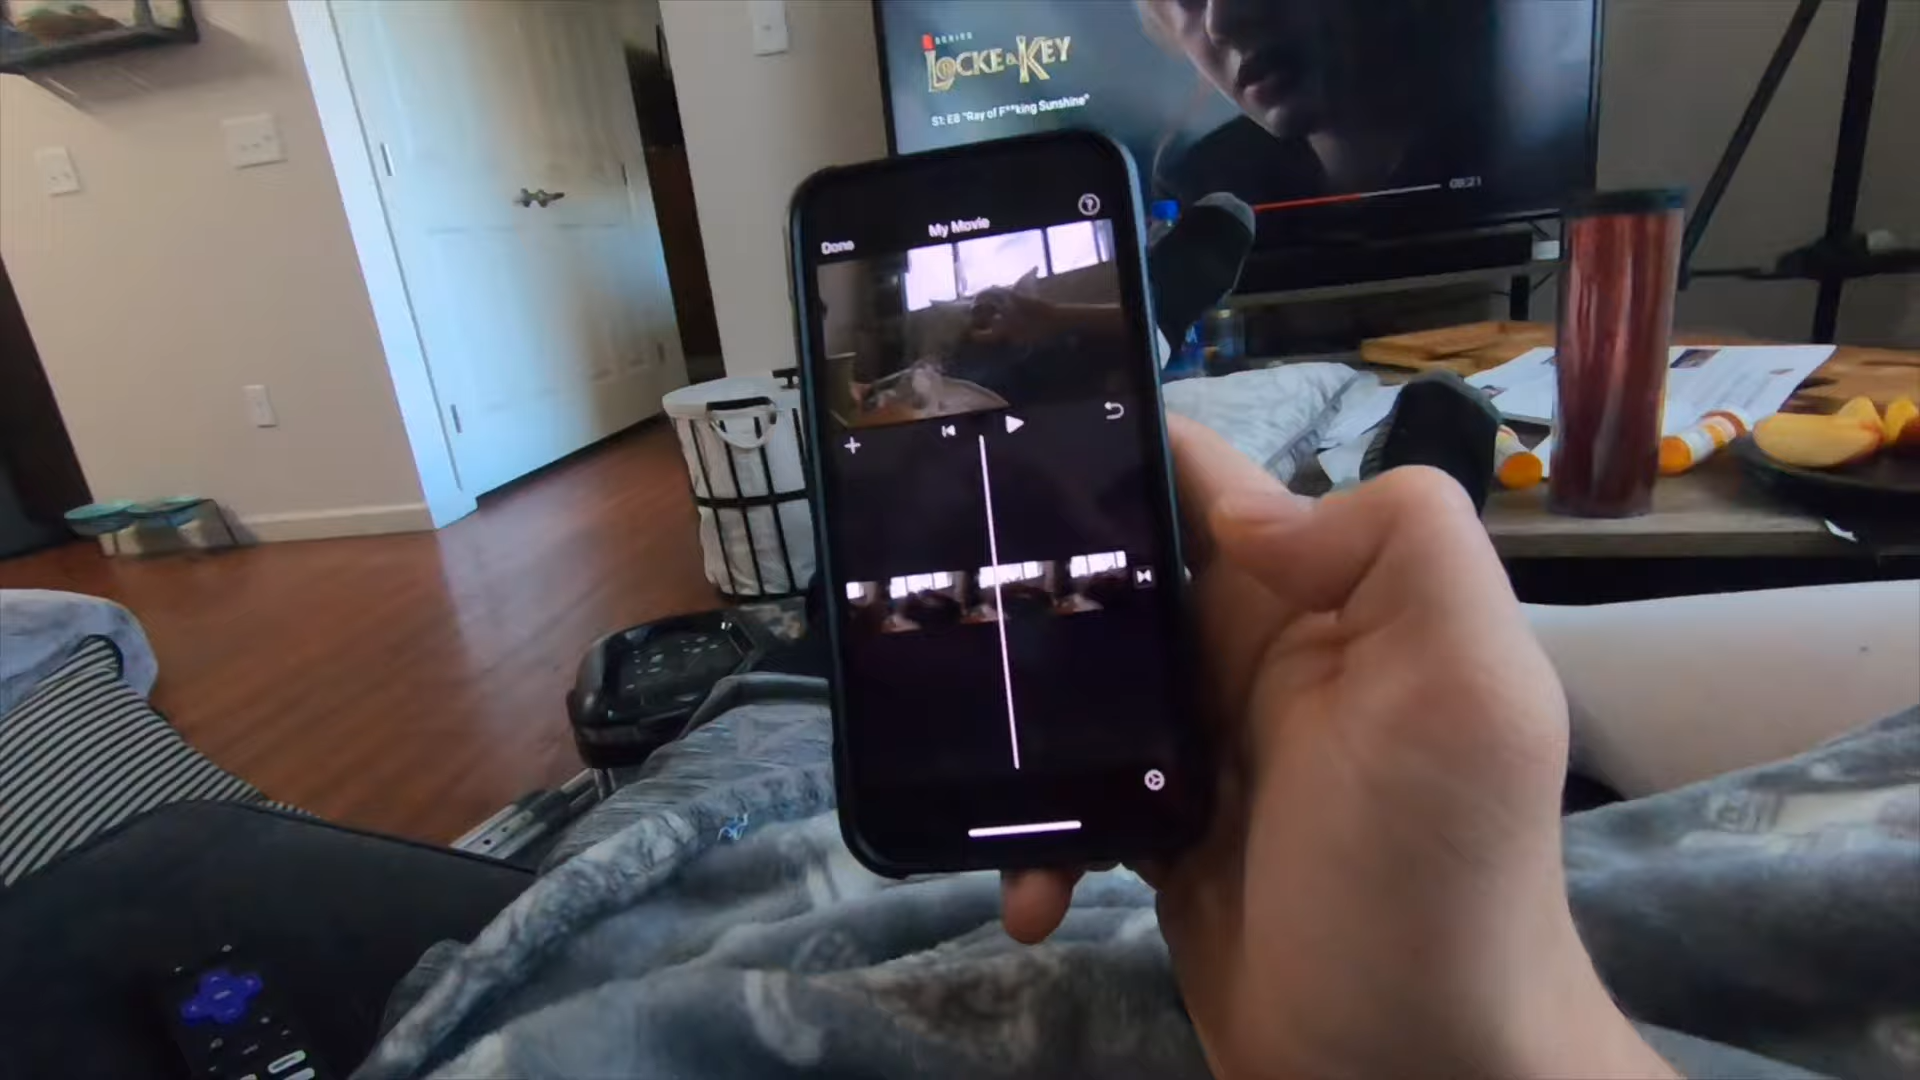 SERIES
LOCKE & KEY
S1: E8 "Ray of F**king Sunshine"
My Movie
Done